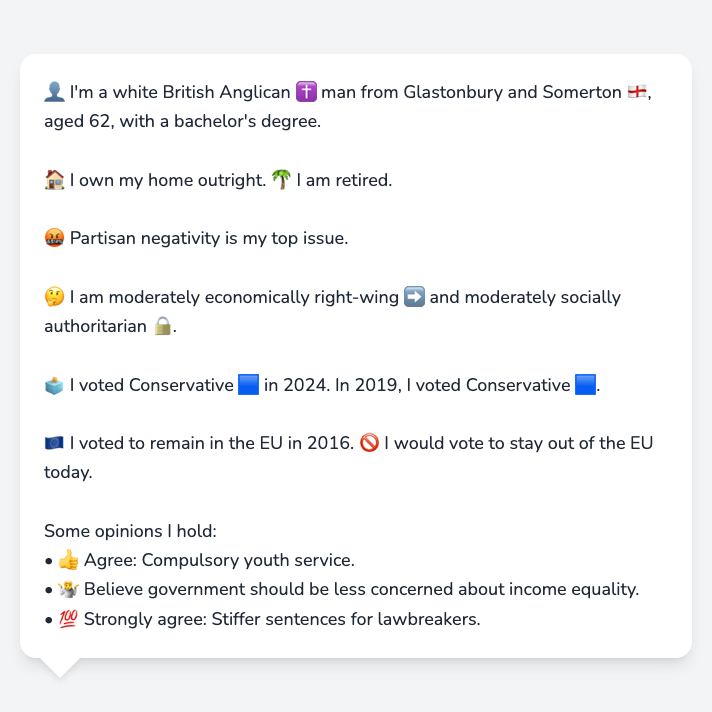 👤 I'm a white British Anglican ✝️ man from Glastonbury and Somerton 🏴󠁧󠁢󠁥󠁮󠁧󠁿,
aged 62, with a bachelor's degree.
🏠 I own my home outright. 🌴 I am retired.
🤬 Partisan negativity is my top issue.
🤔 I am moderately economically right-wing ➡️ and moderately socially
authoritarian 🔒.
🗳️ I voted Conservative 🟦 in 2024. In 2019, I voted Conservative 🟦.
🇪🇺 I voted to remain in the EU in 2016. 🚫 I would vote to stay out of the EU
today.
Some opinions I hold:
• 👍 Agree: Compulsory youth service.
• 🤷 Believe government should be less concerned about income equality.
• 💯 Strongly agree: Stiffer sentences for lawbreakers.